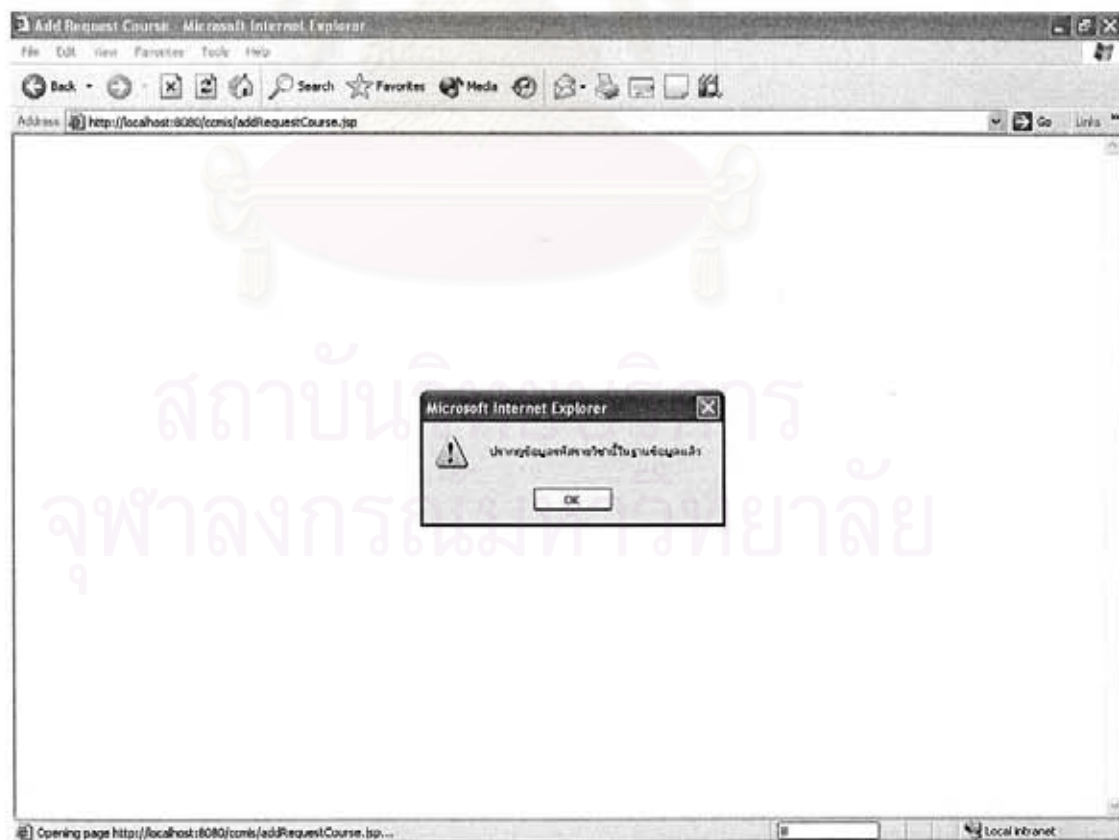 Add Request Course - Microsoft Internet Explorer
File Edit View Favorites Tools Help
Back Search Favorites Media
Address http://localhost:8080/ccmis/addRequestCourse.jsp Go Links
Microsoft Internet Explorer
ปรากฏข้อมูลรหัสรายวิชานี้ในฐานข้อมูลแล้ว
OK
สถาบันวิทยบริการ
จุฬาลงกรณ์มหาวิทยาลัย
Opening page http://localhost:8080/ccmis/addRequestCourse.jsp... Local intranet